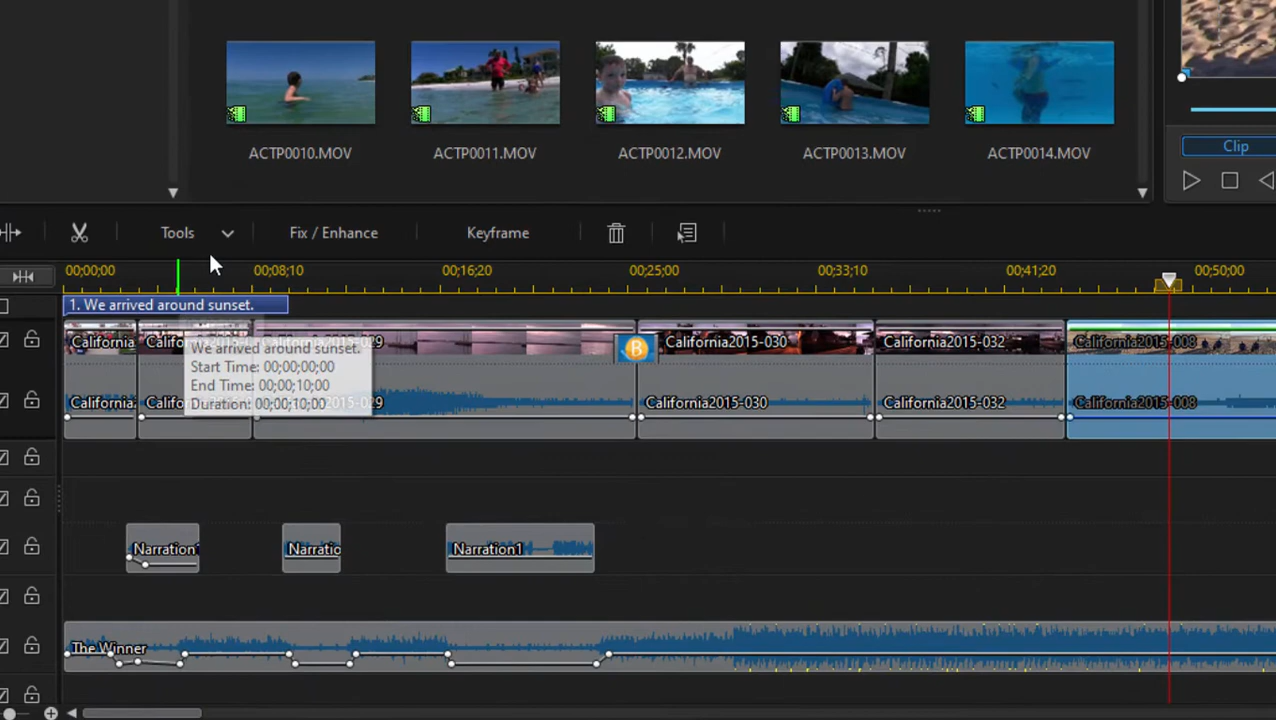 ACTP0010.MOV ACTP0011.MOV ACTP0012.MOV ACTP0013.MOV ACTP0014.MOV
Clip
Tools Fix / Enhance Keyframe
00;00;00 00;08;10 00;16;20 00;25;00 00;33;10 00;41;20 00;50;00
1. We arrived around sunset.
California Califo -029 B California2015-030 California2015-032 California2015-008
We arrived around sunset.
Start Time: 00;00;00;00
End Time: 00;00;10;00
Duration: 00;00;10;00
California. Califo -029 California2015-030 California2015-032 California2015-008
Narration1 Narratio Narration1
The Winner